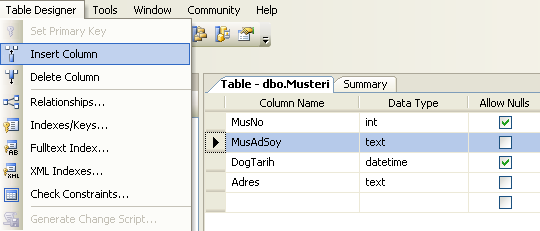 Table Designer Tools Window Community Help
Set Primary Key
Insert Column
Delete Column
Relationships...
Indexes/Keys...
Fulltext Index...
XML Indexes...
Check Constraints...
Generate Change Script...
Table - dbo.Musteri Summary
Column Name Data Type Allow Nulls
MusNo int
MusAdSoy text
DogTarih datetime
Adres text